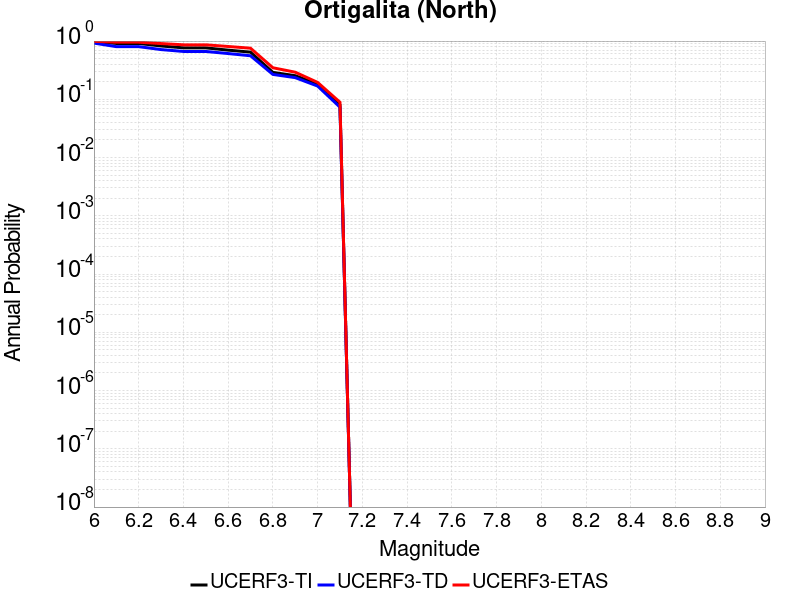 Ortigalita (North)
Annual Probability
10^0
10^-1
10^-2
10^-3
10^-4
10^-5
10^-6
10^-7
10^-8
6 6.2 6.4 6.6 6.8 7 7.2 7.4 7.6 7.8 8 8.2 8.4 8.6 8.8 9
Magnitude
UCERF3-TI UCERF3-TD UCERF3-ETAS